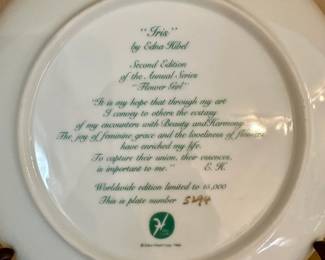 "Iris"
by Edna Hibel
Second Edition
of the Annual Series
"Flower Girl"
"It is my hope that through my art
I convey to others the ecstasy
of my encounters with Beauty and Harmony.
The joy of feminine grace and the loveliness of flowers
have enriched my life.
To capture their union, their essences,
is important to me." E. H.
Worldwide edition limited to 15,000
This is plate number 5294